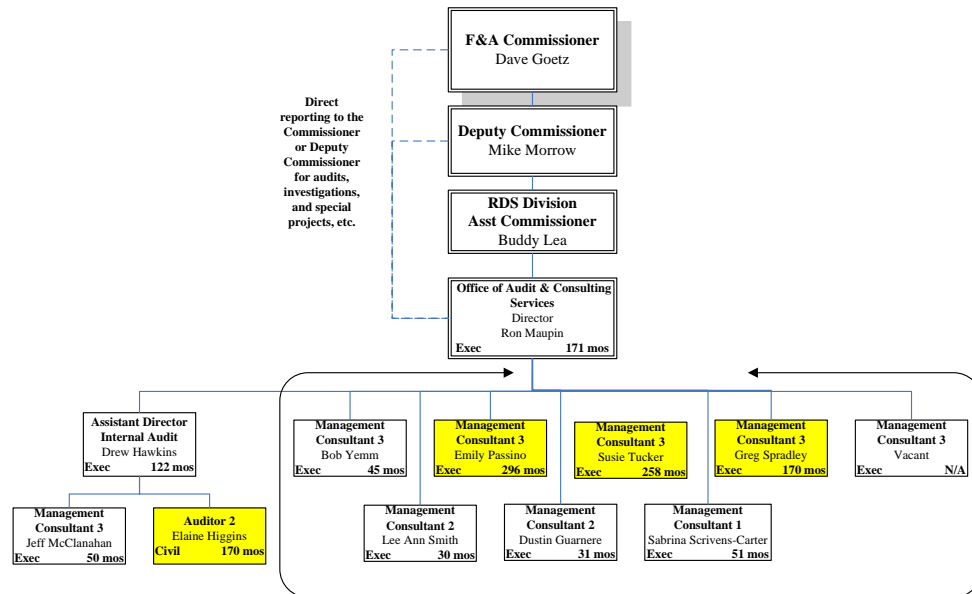 F&A Commissioner
Dave Goetz
Direct
reporting to the
Commissioner
or Deputy
Commissioner
for audits,
investigations,
and special
projects, etc.
Deputy Commissioner
Mike Morrow
RDS Division
Asst Commissioner
Buddy Lea
Office of Audit & Consulting
Services
Director
Ron Maupin
Exec 171 mos
Assistant Director
Internal Audit
Drew Hawkins
Exec 122 mos
Management
Consultant 3
Bob Yemm
Exec 45 mos
Management
Consultant 3
Emily Passino
Exec 296 mos
Management
Consultant 3
Susie Tucker
Exec 258 mos
Management
Consultant 3
Greg Spradley
Exec 170 mos
Management
Consultant 3
Vacant
Exec N/A
Management
Consultant 3
Jeff McClanahan
Exec 50 mos
Auditor 2
Elaine Higgins
Civil 170 mos
Management
Consultant 2
Lee Ann Smith
Exec 30 mos
Management
Consultant 2
Dustin Guarnere
Exec 31 mos
Management
Consultant 1
Sabrina Scrivens-Carter
Exec 51 mos